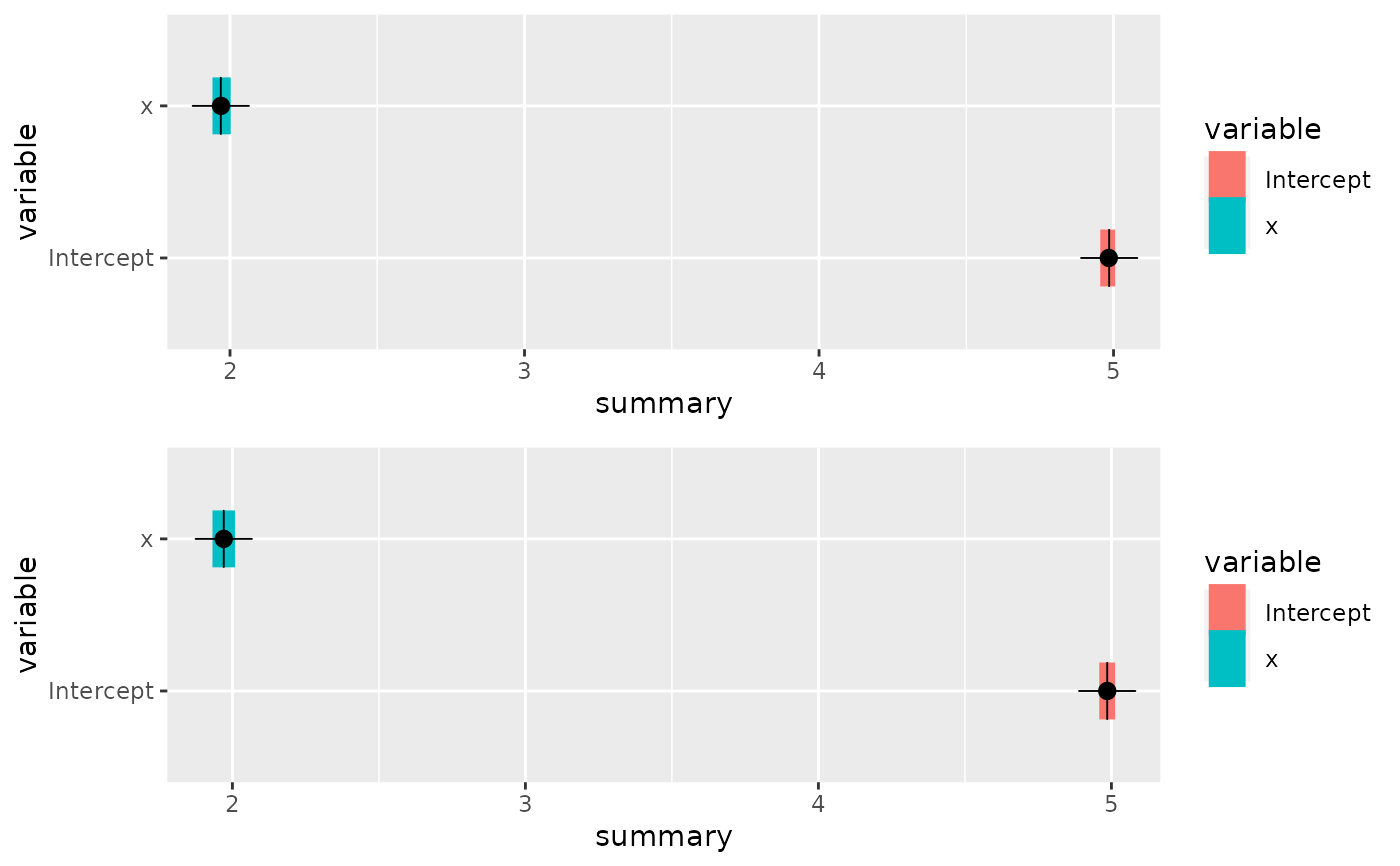 variable
x
Intercept
2 3 4 5
summary
variable
Intercept
x
variable
x
Intercept
2 3 4 5
summary
variable
Intercept
x